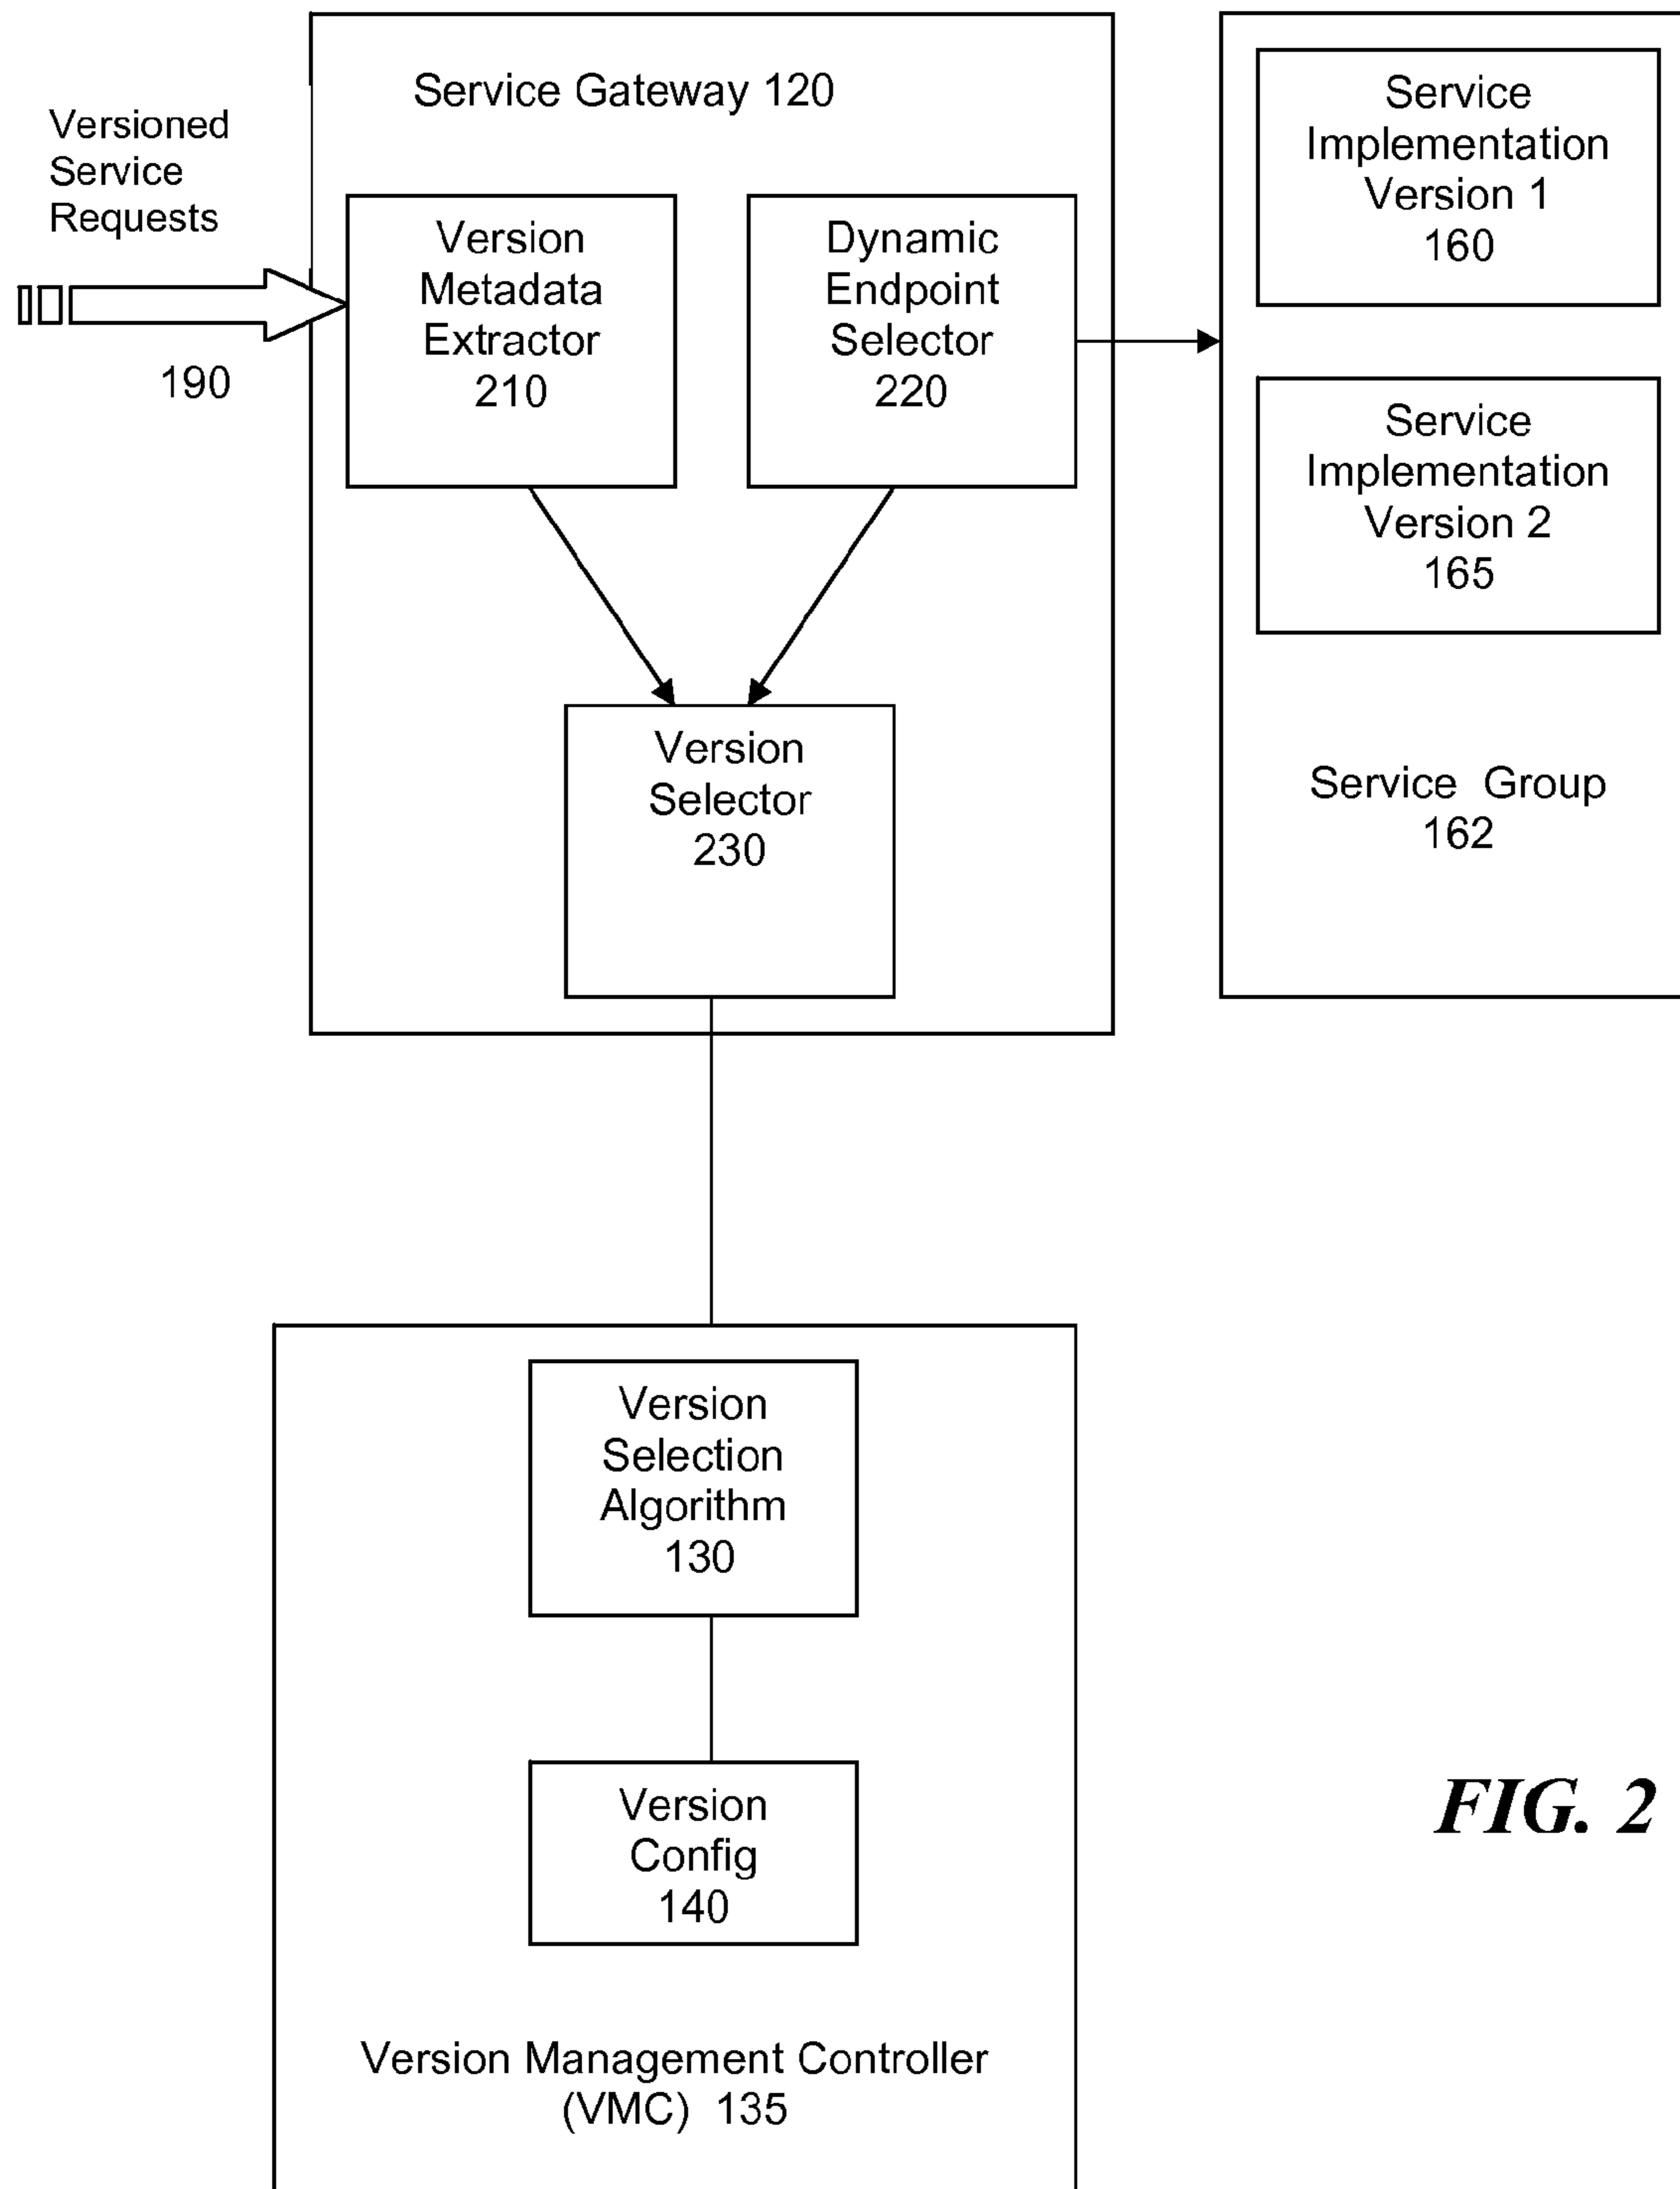 Service Gateway 120
Versioned
Service
Requests
190
Version
Metadata
Extractor
210
Dynamic
Endpoint
Selector
220
Service
Implementation
Version 1
160
Service
Implementation
Version 2
165
Service Group
162
Version
Selector
230
Version
Selection
Algorithm
130
Version
Config
140
Version Management Controller
(VMC) 135
FIG. 2